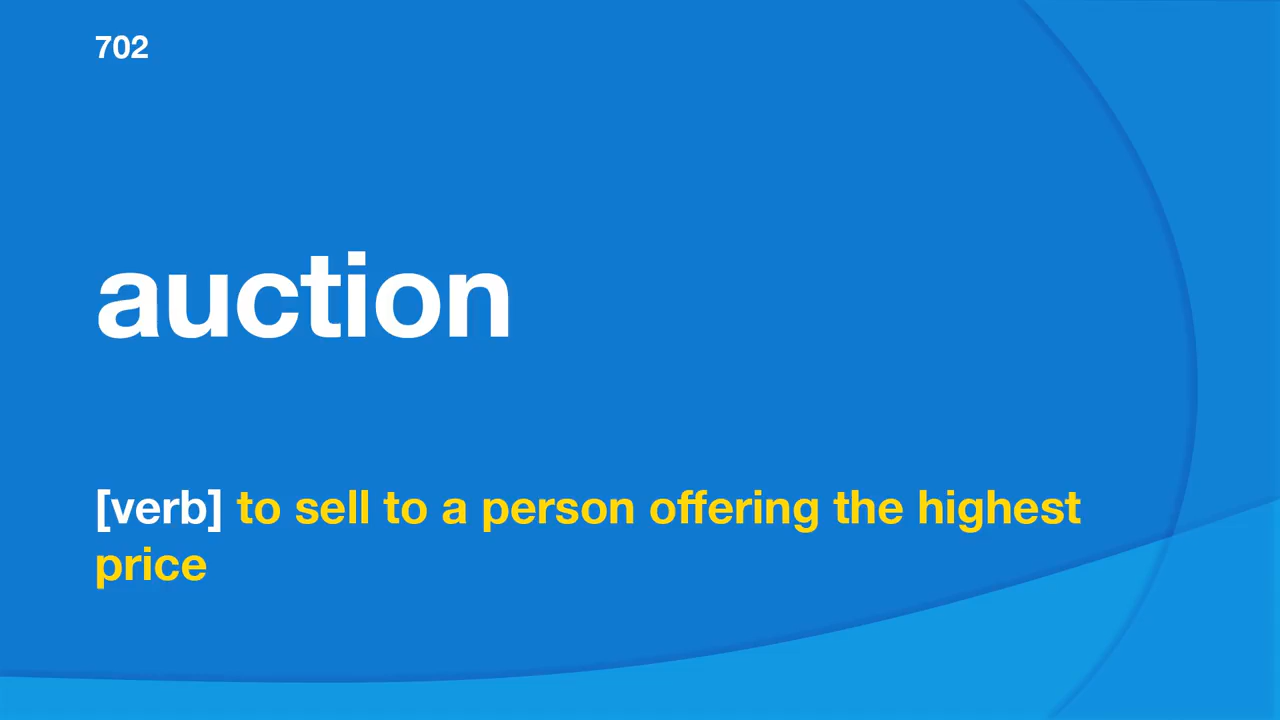 702
auction
[verb] to sell to a person offering the highest
price